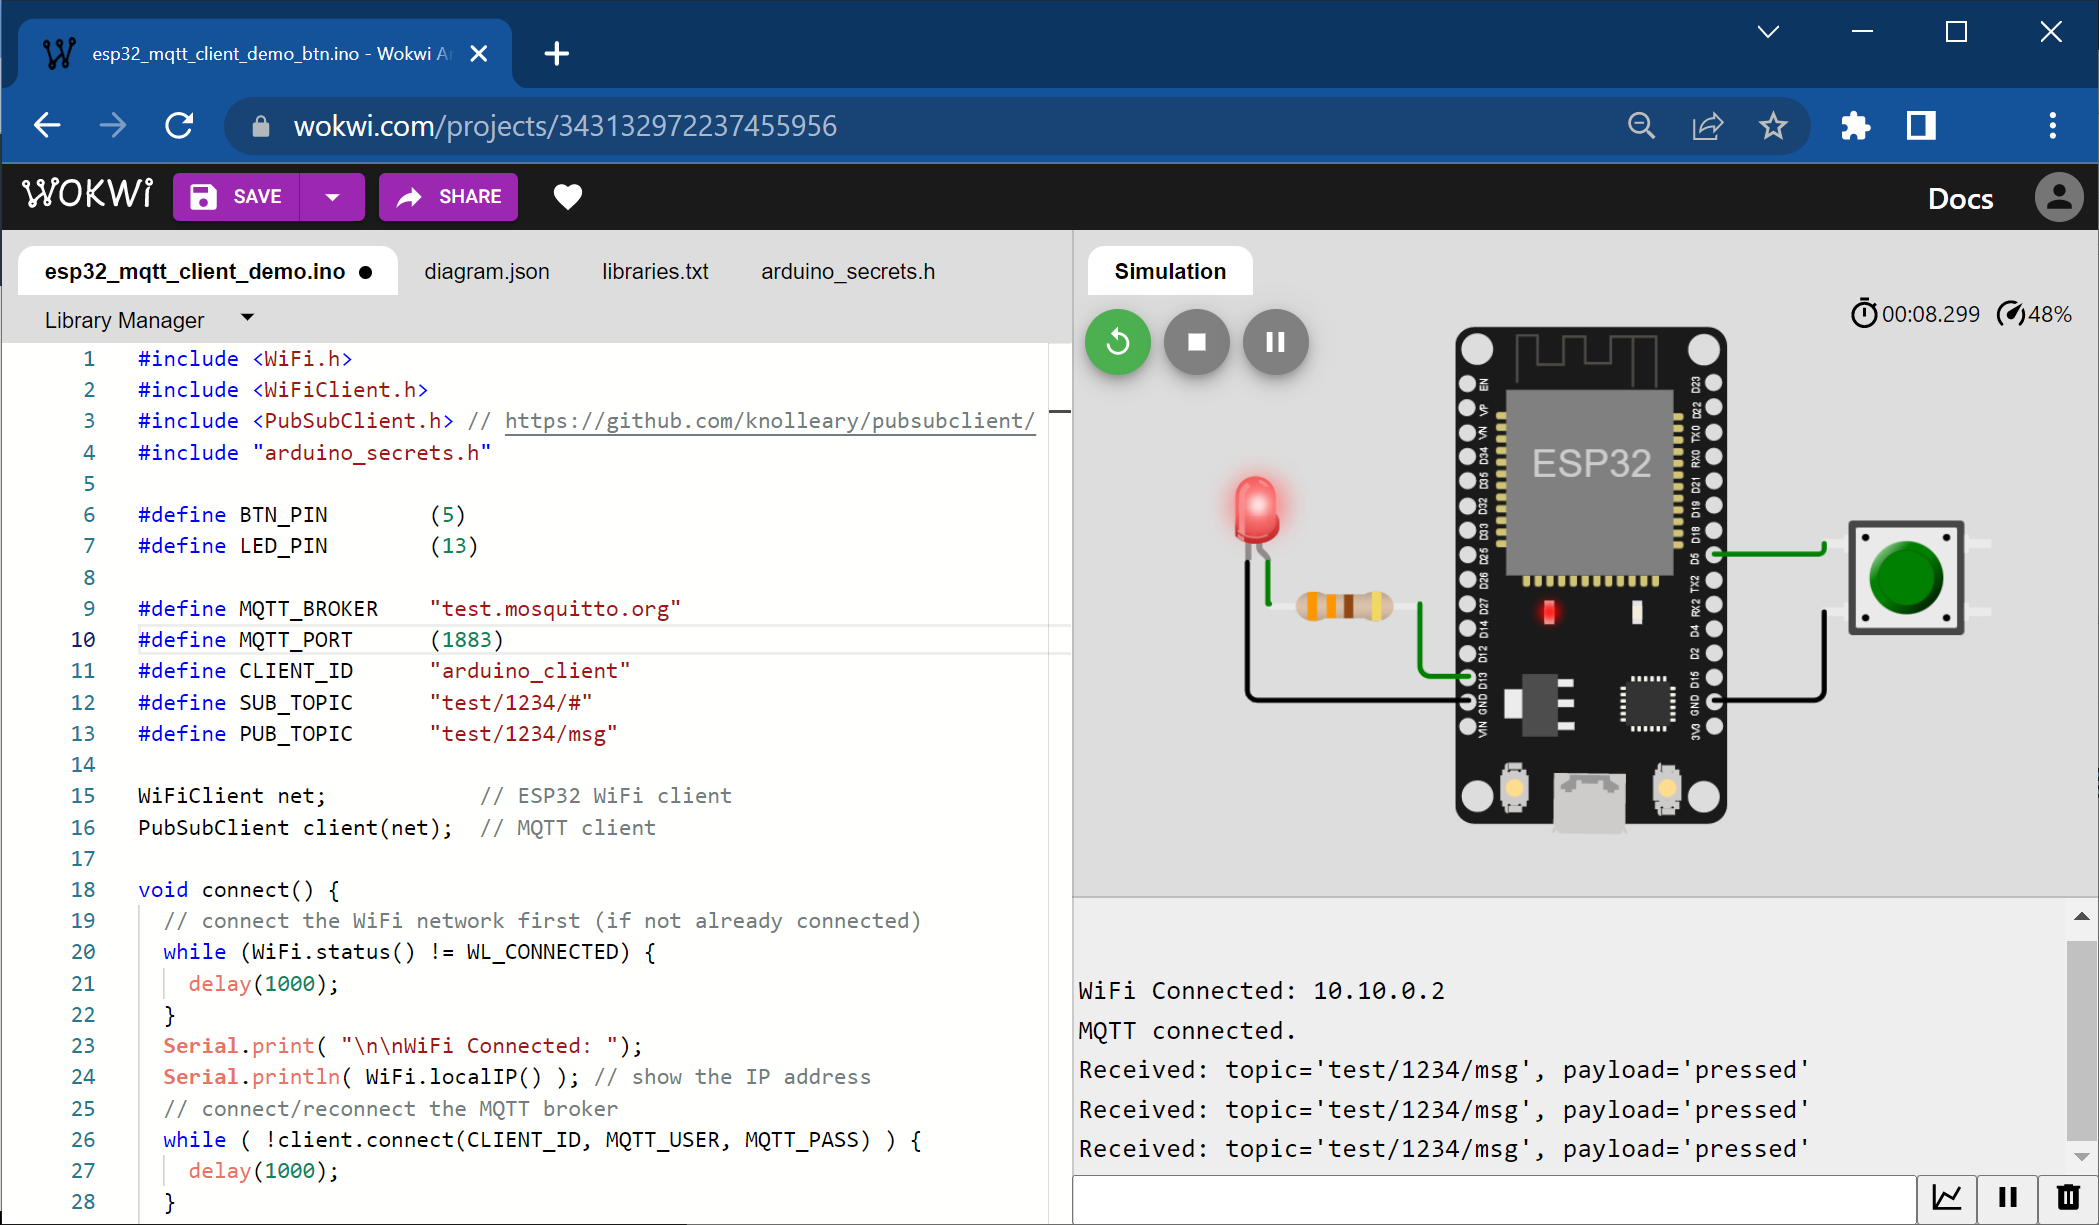 esp32_mqtt_client_demo_btn.ino - Wokwi A
wokwi.com/projects/343132972237455956
WOKWi SAVE SHARE Docs
esp32_mqtt_client_demo.ino ● diagram.json libraries.txt arduino_secrets.h
Library Manager
1 #include <WiFi.h>
2 #include <WiFiClient.h>
3 #include <PubSubClient.h> // https://github.com/knolleary/pubsubclient/
4 #include "arduino_secrets.h"
5
6 #define BTN_PIN (5)
7 #define LED_PIN (13)
8
9 #define MQTT_BROKER "test.mosquitto.org"
10 #define MQTT_PORT (1883)
11 #define CLIENT_ID "arduino_client"
12 #define SUB_TOPIC "test/1234/#"
13 #define PUB_TOPIC "test/1234/msg"
14
15 WiFiClient net; // ESP32 WiFi client
16 PubSubClient client(net); // MQTT client
17
18 void connect() {
19 // connect the WiFi network first (if not already connected)
20 while (WiFi.status() != WL_CONNECTED) {
21 delay(1000);
22 }
23 Serial.print( "\n\nWiFi Connected: ");
24 Serial.println( WiFi.localIP() ); // show the IP address
25 // connect/reconnect the MQTT broker
26 while ( !client.connect(CLIENT_ID, MQTT_USER, MQTT_PASS) ) {
27 delay(1000);
28 }
Simulation
00:08.299 48%
ESP32
EN
VP
VN
D34
D35
D32
D33
D25
D26
D27
D14
D12
D13
GND
VIN
D23
D22
TX0
RX0
D21
D19
D18
D5
TX2
RX2
D4
D2
D15
GND
3V3
WiFi Connected: 10.10.0.2
MQTT connected.
Received: topic='test/1234/msg', payload='pressed'
Received: topic='test/1234/msg', payload='pressed'
Received: topic='test/1234/msg', payload='pressed'